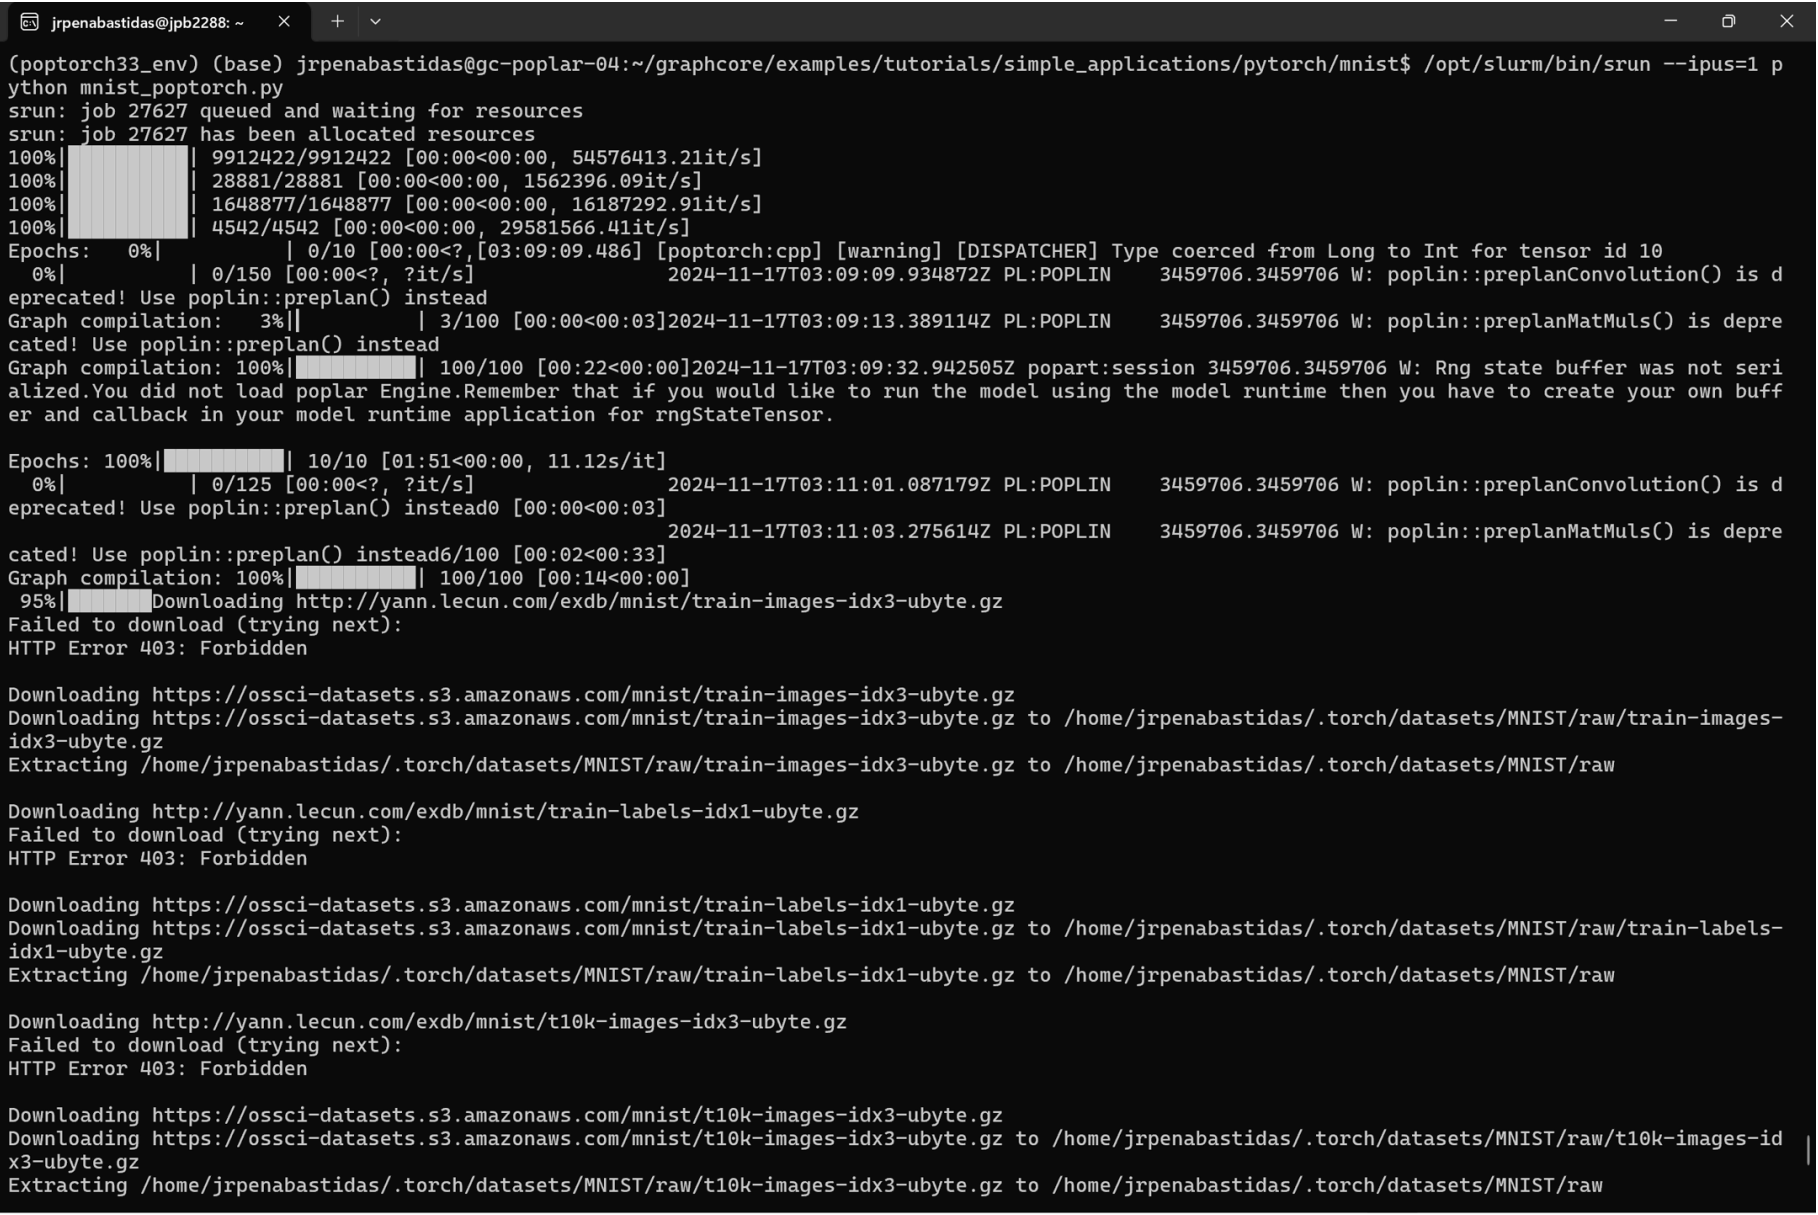 jrpenabastidas@jpb2288: ~
(poptorch33_env) (base) jrpenabastidas@gc-poplar-04:~/graphcore/examples/tutorials/simple_applications/pytorch/mnist$ /opt/slurm/bin/srun --ipus=1 p
ython mnist_poptorch.py
srun: job 27627 queued and waiting for resources
srun: job 27627 has been allocated resources
100%|██████████| 9912422/9912422 [00:00<00:00, 54576413.21it/s]
100%|██████████| 28881/28881 [00:00<00:00, 1562396.09it/s]
100%|██████████| 1648877/1648877 [00:00<00:00, 16187292.91it/s]
100%|██████████| 4542/4542 [00:00<00:00, 29581566.41it/s]
Epochs:   0%|          | 0/10 [00:00<?,[03:09:09.486] [poptorch:cpp] [warning] [DISPATCHER] Type coerced from Long to Int for tensor id 10
  0%|          | 0/150 [00:00<?, ?it/s]                2024-11-17T03:09:09.934872Z PL:POPLIN    3459706.3459706 W: poplin::preplanConvolution() is d
eprecated! Use poplin::preplan() instead
Graph compilation:   3%|▎         | 3/100 [00:00<00:03]2024-11-17T03:09:13.389114Z PL:POPLIN    3459706.3459706 W: poplin::preplanMatMuls() is depre
cated! Use poplin::preplan() instead
Graph compilation: 100%|██████████| 100/100 [00:22<00:00]2024-11-17T03:09:32.942505Z popart:session 3459706.3459706 W: Rng state buffer was not seri
alized.You did not load poplar Engine.Remember that if you would like to run the model using the model runtime then you have to create your own buff
er and callback in your model runtime application for rngStateTensor.
Epochs: 100%|██████████| 10/10 [01:51<00:00, 11.12s/it]
  0%|          | 0/125 [00:00<?, ?it/s]                2024-11-17T03:11:01.087179Z PL:POPLIN    3459706.3459706 W: poplin::preplanConvolution() is d
eprecated! Use poplin::preplan() instead0 [00:00<00:03]
2024-11-17T03:11:03.275614Z PL:POPLIN    3459706.3459706 W: poplin::preplanMatMuls() is depre
cated! Use poplin::preplan() instead6/100 [00:02<00:33]
Graph compilation: 100%|██████████| 100/100 [00:14<00:00]
 95%|███████Downloading http://yann.lecun.com/exdb/mnist/train-images-idx3-ubyte.gz
Failed to download (trying next):
HTTP Error 403: Forbidden
Downloading https://ossci-datasets.s3.amazonaws.com/mnist/train-images-idx3-ubyte.gz
Downloading https://ossci-datasets.s3.amazonaws.com/mnist/train-images-idx3-ubyte.gz to /home/jrpenabastidas/.torch/datasets/MNIST/raw/train-images-
idx3-ubyte.gz
Extracting /home/jrpenabastidas/.torch/datasets/MNIST/raw/train-images-idx3-ubyte.gz to /home/jrpenabastidas/.torch/datasets/MNIST/raw
Downloading http://yann.lecun.com/exdb/mnist/train-labels-idx1-ubyte.gz
Failed to download (trying next):
HTTP Error 403: Forbidden
Downloading https://ossci-datasets.s3.amazonaws.com/mnist/train-labels-idx1-ubyte.gz
Downloading https://ossci-datasets.s3.amazonaws.com/mnist/train-labels-idx1-ubyte.gz to /home/jrpenabastidas/.torch/datasets/MNIST/raw/train-labels-
idx1-ubyte.gz
Extracting /home/jrpenabastidas/.torch/datasets/MNIST/raw/train-labels-idx1-ubyte.gz to /home/jrpenabastidas/.torch/datasets/MNIST/raw
Downloading http://yann.lecun.com/exdb/mnist/t10k-images-idx3-ubyte.gz
Failed to download (trying next):
HTTP Error 403: Forbidden
Downloading https://ossci-datasets.s3.amazonaws.com/mnist/t10k-images-idx3-ubyte.gz
Downloading https://ossci-datasets.s3.amazonaws.com/mnist/t10k-images-idx3-ubyte.gz to /home/jrpenabastidas/.torch/datasets/MNIST/raw/t10k-images-id
x3-ubyte.gz
Extracting /home/jrpenabastidas/.torch/datasets/MNIST/raw/t10k-images-idx3-ubyte.gz to /home/jrpenabastidas/.torch/datasets/MNIST/raw